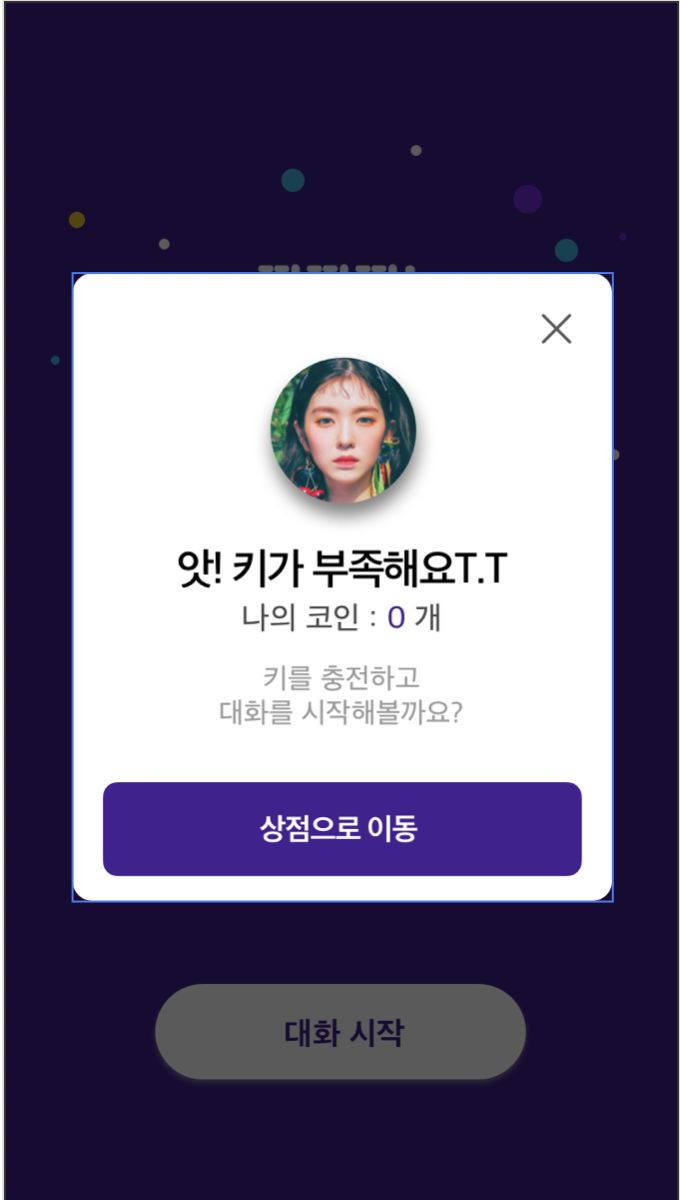 앗! 키가 부족해요T.T
나의 코인 : 0 개
키를 충전하고
대화를 시작해볼까요?
상점으로 이동
대화 시작